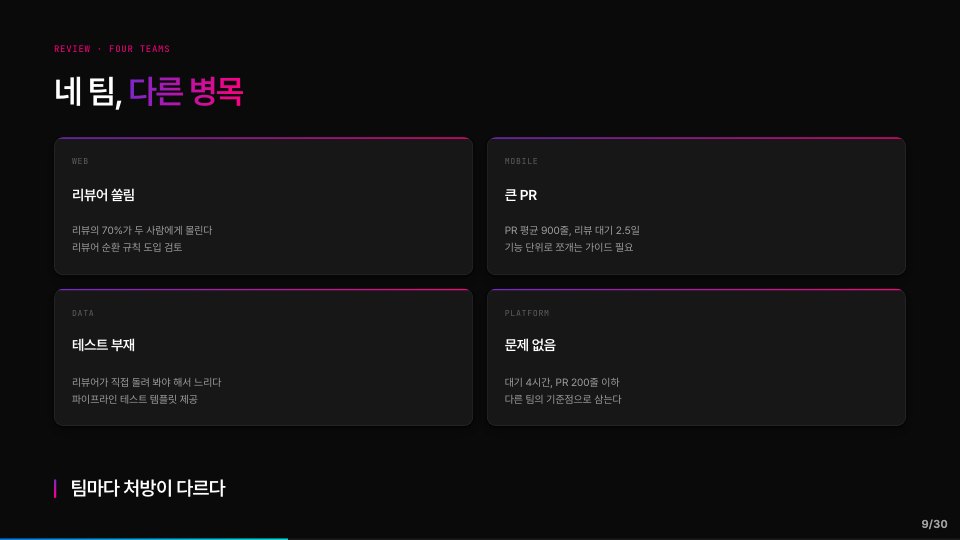 REVIEW · FOUR TEAMS
네 팀, 다른 병목
WEB
리뷰어 쏠림
리뷰의 70%가 두 사람에게 몰린다
리뷰어 순환 규칙 도입 검토
MOBILE
큰 PR
PR 평균 900줄, 리뷰 대기 2.5일
기능 단위로 쪼개는 가이드 필요
DATA
테스트 부재
리뷰어가 직접 돌려 봐야 해서 느리다
파이프라인 테스트 템플릿 제공
PLATFORM
문제 없음
대기 4시간, PR 200줄 이하
다른 팀의 기준점으로 삼는다
팀마다 처방이 다르다
9/30